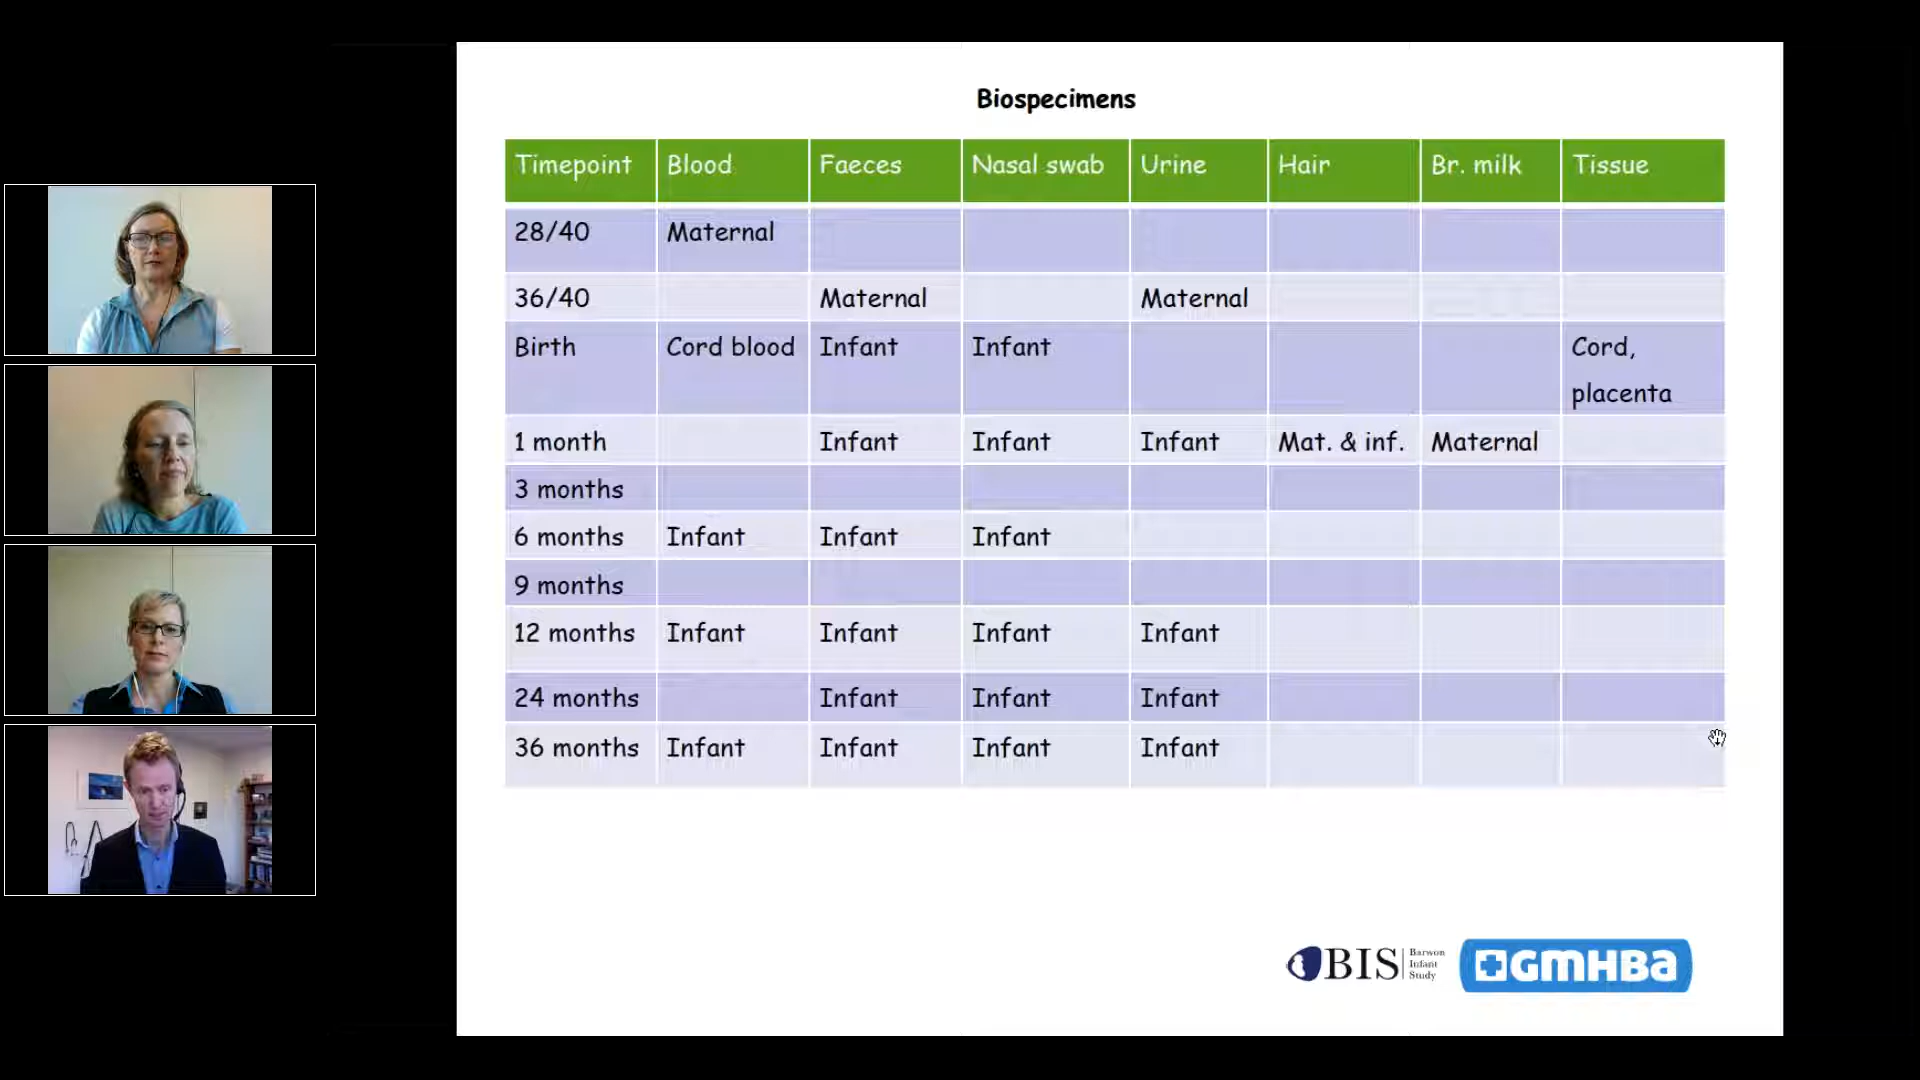 Biospecimens
Timepoint Blood Faeces Nasal swab Urine Hair Br. milk Tissue
28/40 Maternal
36/40 Maternal Maternal
Birth Cord blood Infant Infant Cord,
placenta
1 month Infant Infant Infant Mat. & inf. Maternal
3 months
6 months Infant Infant Infant
9 months
12 months Infant Infant Infant Infant
24 months Infant Infant Infant
36 months Infant Infant Infant Infant
BIS Barwon
Infant
Study
GMHBA